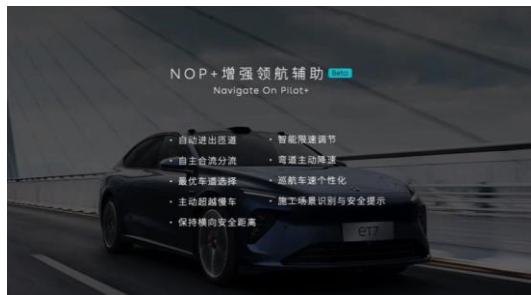 NOP+增强领航辅助 Beta
Navigate On Pilot+
· 自动进出匝道
· 自主合流分流
· 最优车道选择
· 主动超越慢车
· 保持横向安全距离
· 智能限速调节
· 弯道主动降速
· 巡航车速个性化
· 施工场景识别与安全提示
ET7